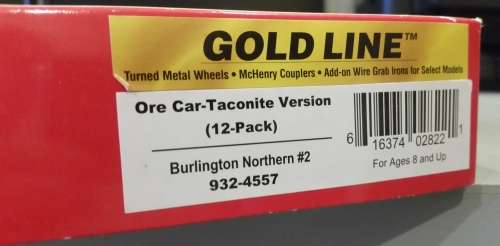 GOLD LINE™
Turned Metal Wheels • McHenry Couplers • Add-on Wire Grab Irons for Select Models
Ore Car-Taconite Version
(12-Pack)
Burlington Northern #2
932-4557
6 16374 02822 1
For Ages 8 and Up